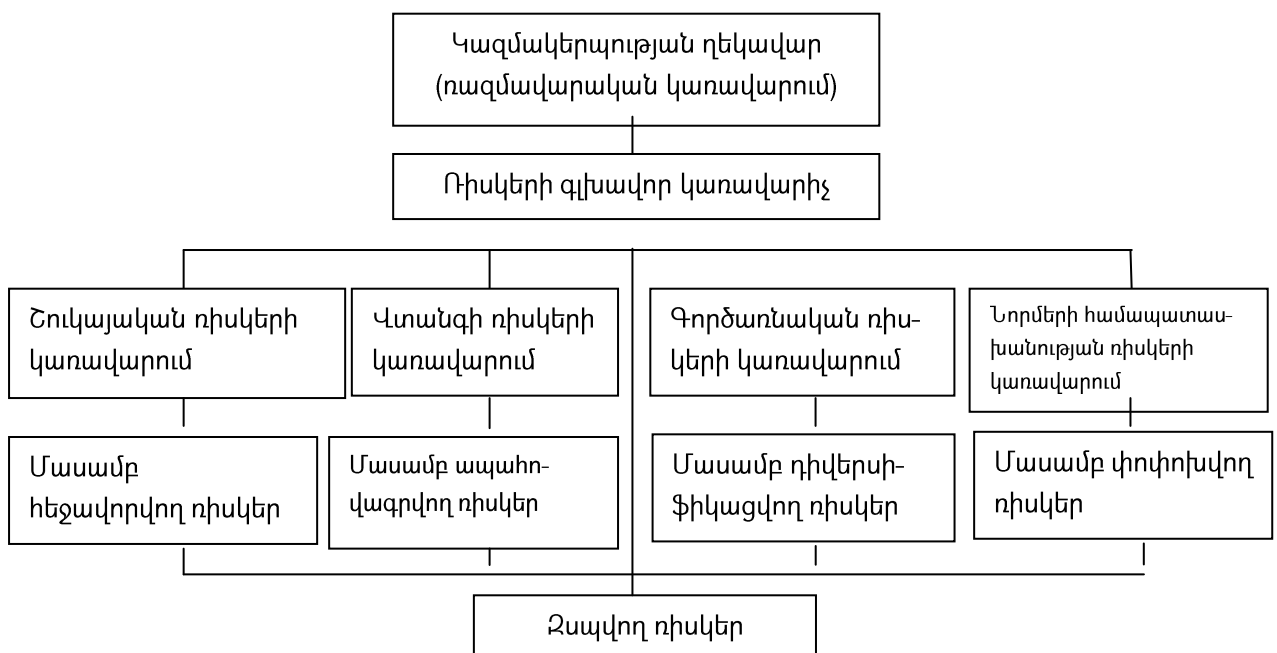 Կազմակերպության ղեկավար
(ռազմավարական կառավարում)
Ռիսկերի գլխավոր կառավարիչ
Շուկայական ռիսկերի
կառավարում
Վտանգի ռիսկերի
կառավարում
Գործառնական ռիս-
կերի կառավարում
Նորմերի համապատաս-
խանության ռիսկերի
կառավարում
Մասամբ
հեջավորվող ռիսկեր
Մասամբ ապահո-
վագրվող ռիսկեր
Մասամբ դիվերսի-
ֆիկացվող ռիսկեր
Մասամբ փոփոխվող
ռիսկեր
Զսպվող ռիսկեր